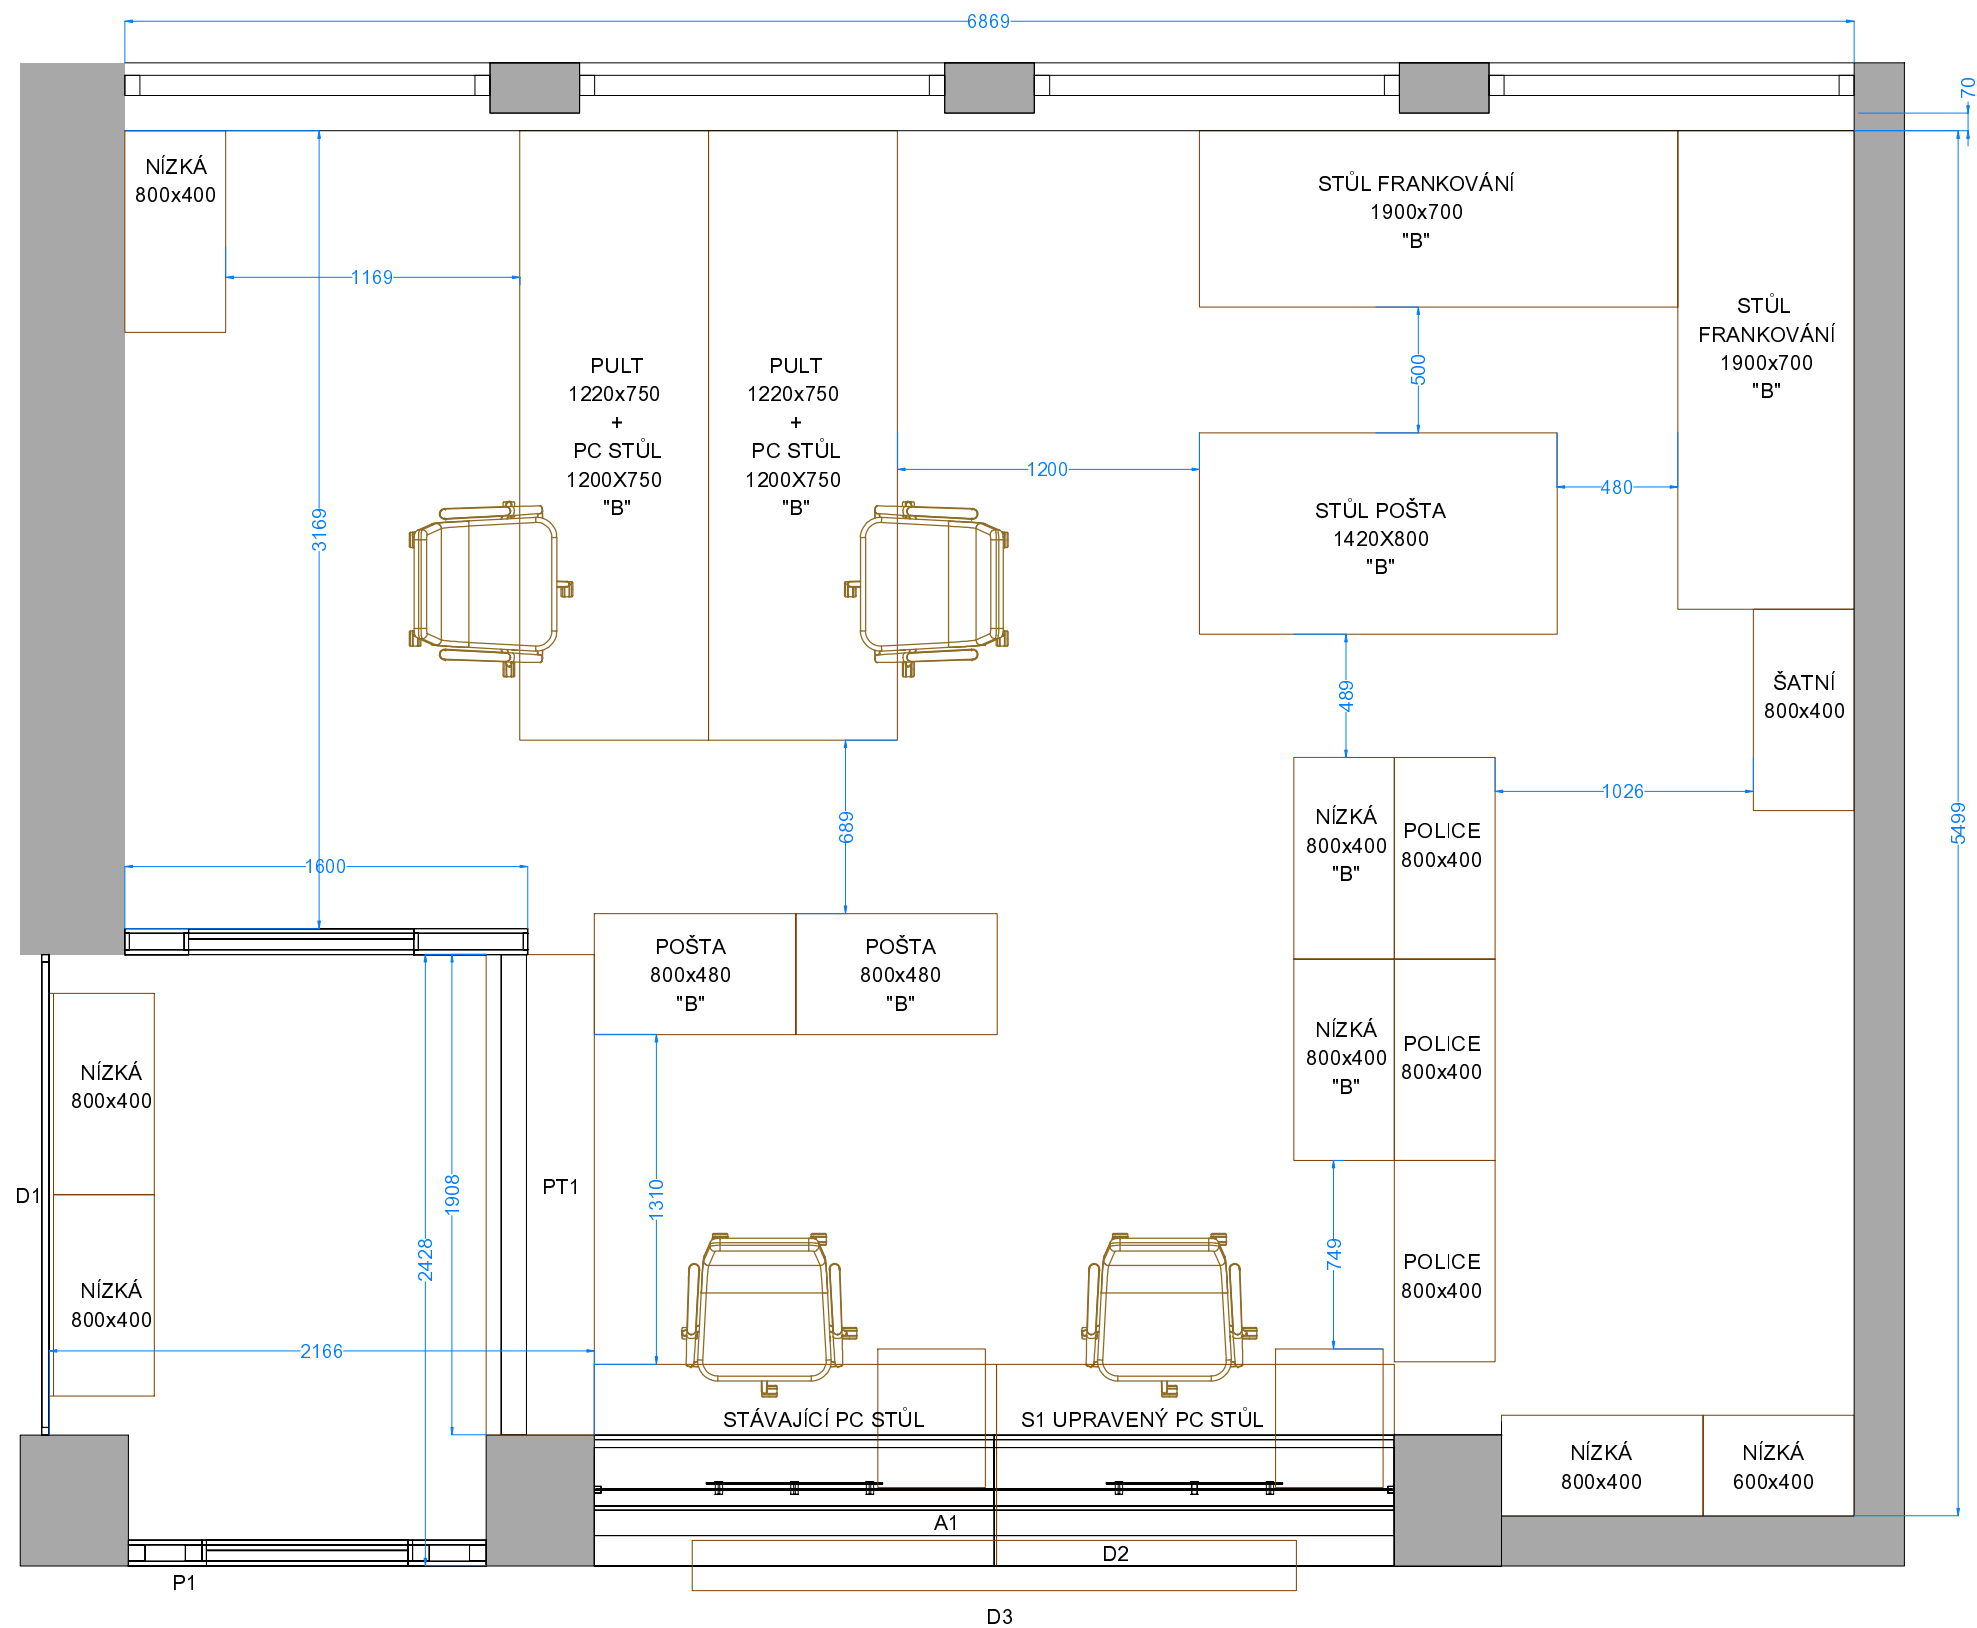 6869
70
NÍZKÁ
800x400
1169
3169
PULT
1220x750
+
PC STŮL
1200X750
"B"
PULT
1220x750
+
PC STŮL
1200X750
"B"
STŮL FRANKOVÁNÍ
1900x700
"B"
STŮL
FRANKOVÁNÍ
1900x700
"B"
500
1200
480
STŮL POŠTA
1420X800
"B"
489
ŠATNÍ
800x400
1026
5499
689
1600
NÍZKÁ
800x400
"B"
POLICE
800x400
POŠTA
800x480
"B"
POŠTA
800x480
"B"
NÍZKÁ
800x400
"B"
POLICE
800x400
NÍZKÁ
800x400
D1
1908
PT1
1310
2428
749
NÍZKÁ
800x400
POLICE
800x400
2166
STÁVAJÍCÍ PC STŮL
S1 UPRAVENÝ PC STŮL
NÍZKÁ
800x400
NÍZKÁ
600x400
A1
D2
P1
D3